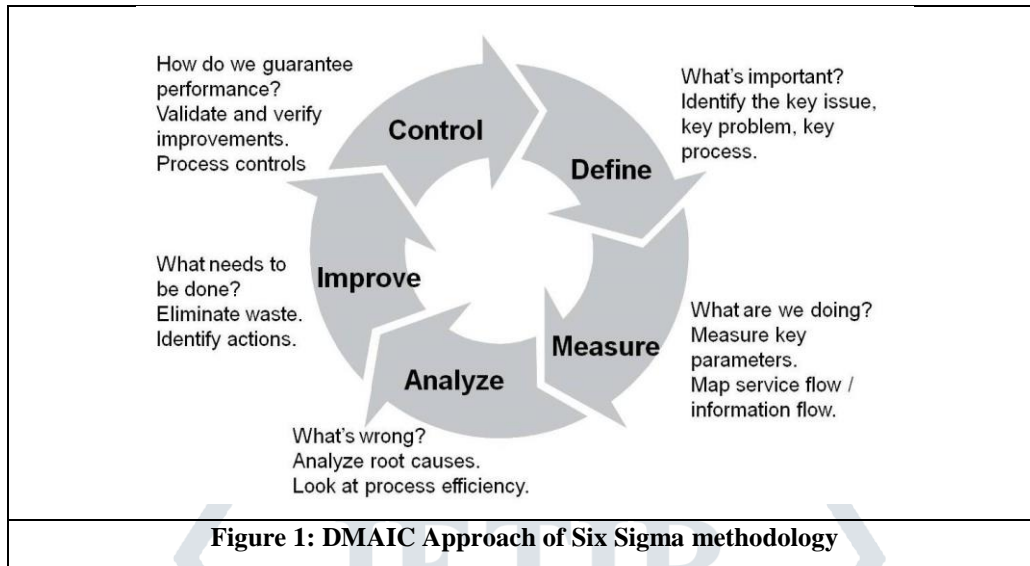 How do we guarantee
performance?
Validate and verify
improvements.
Process controls
Control
What's important?
Identify the key issue,
key problem, key
process.
Define
What needs to
be done?
Eliminate waste.
Identify actions.
Improve
What are we doing?
Measure key
parameters.
Map service flow /
information flow.
Measure
Analyze
What's wrong?
Analyze root causes.
Look at process efficiency.
Figure 1: DMAIC Approach of Six Sigma methodology